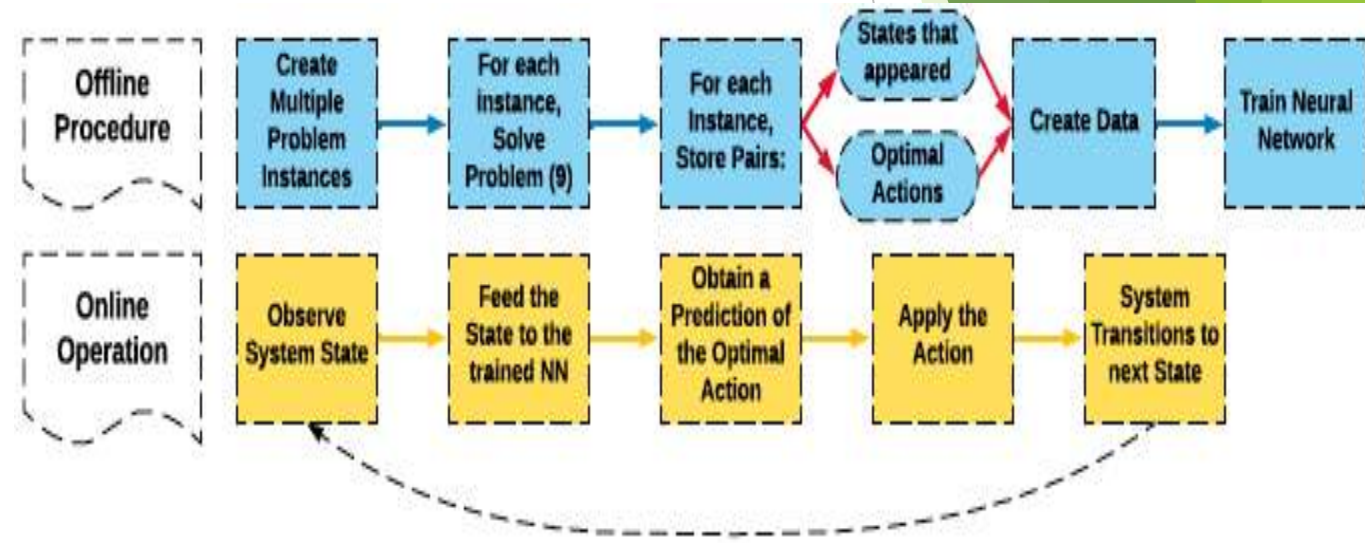 Offline
Procedure
Create
Multiple
Problem
Instances
For each
instance,
Solve
Problem (9)
For each
Instance,
Store Pairs:
States that
appeared
Optimal
Actions
Create Data
Train Neural
Network
Online
Operation
Observe
System State
Feed the
State to the
trained NN
Obtain a
Prediction of
the Optimal
Action
Apply the
Action
System
Transitions to
next State